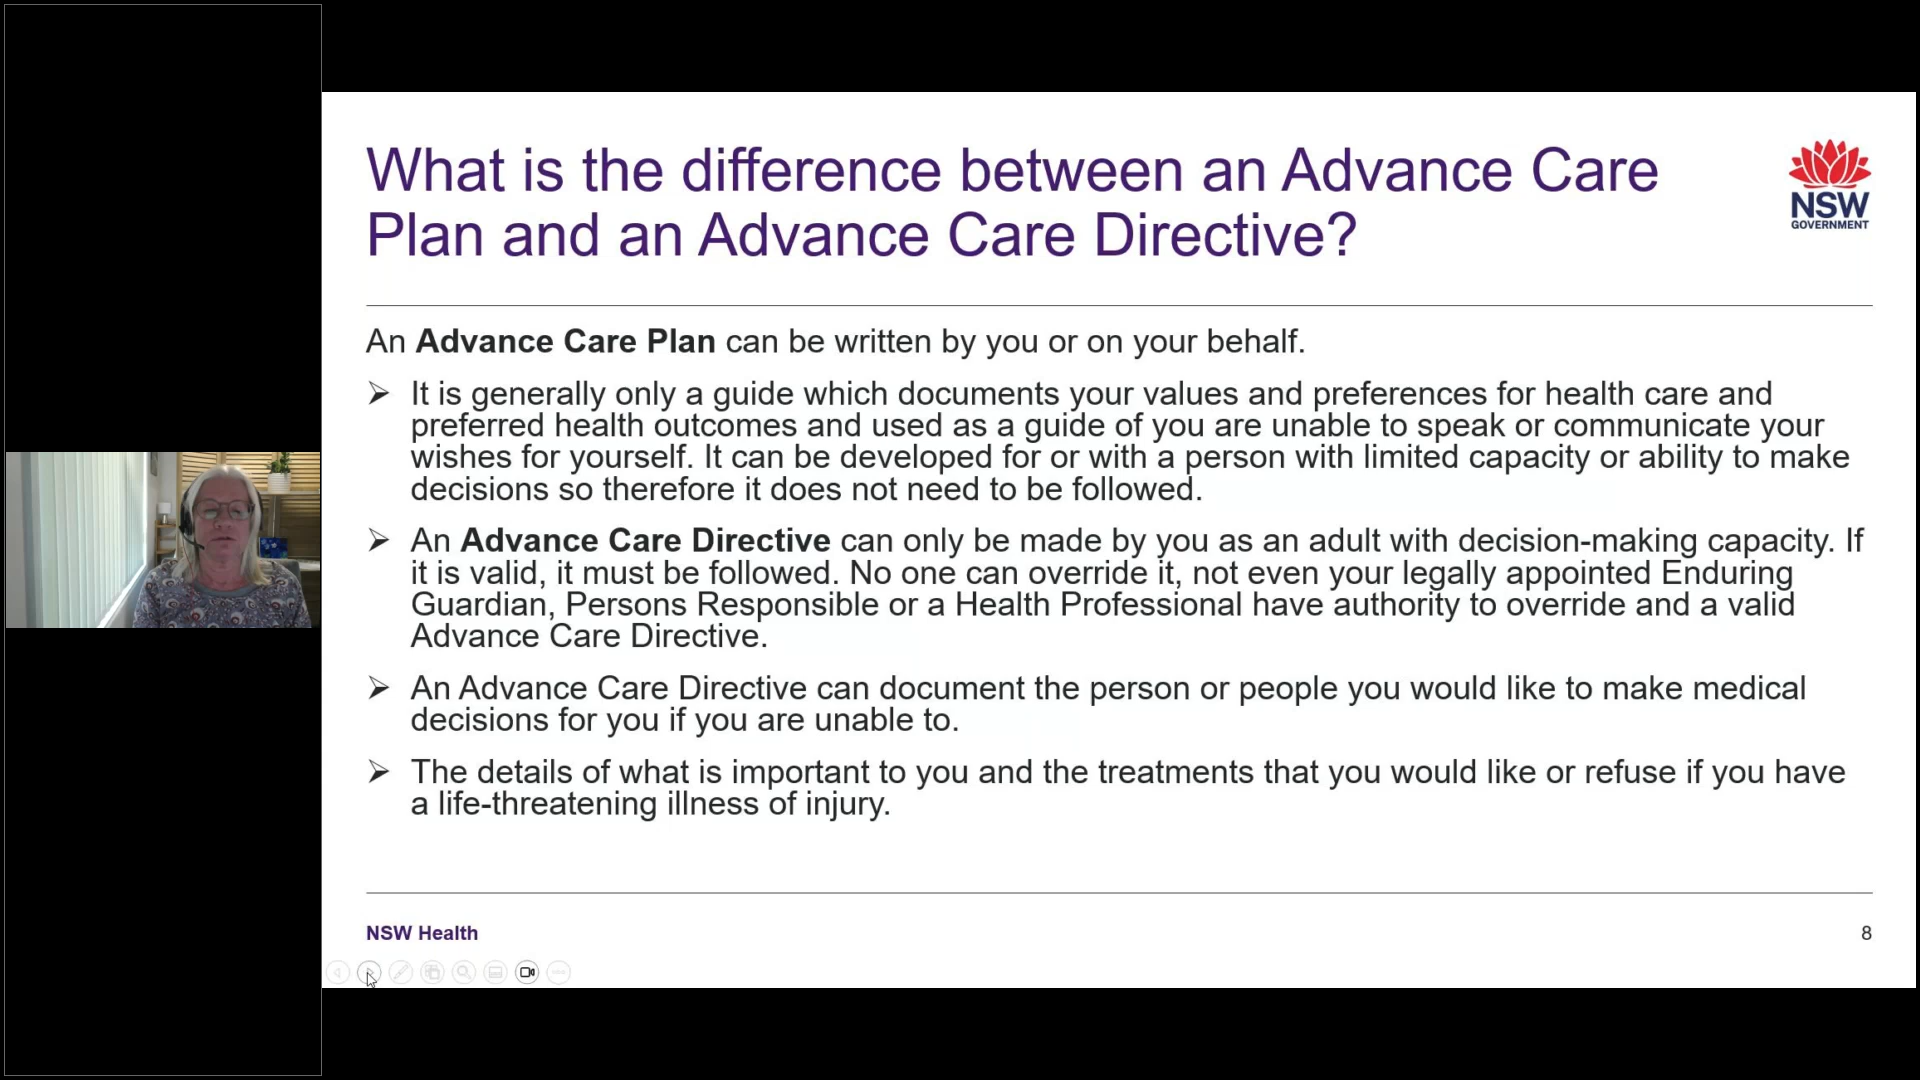 What is the difference between an Advance Care
Plan and an Advance Care Directive?
NSW
GOVERNMENT
An Advance Care Plan can be written by you or on your behalf.
➢ It is generally only a guide which documents your values and preferences for health care and
preferred health outcomes and used as a guide of you are unable to speak or communicate your
wishes for yourself. It can be developed for or with a person with limited capacity or ability to make
decisions so therefore it does not need to be followed.
➢ An Advance Care Directive can only be made by you as an adult with decision-making capacity. If
it is valid, it must be followed. No one can override it, not even your legally appointed Enduring
Guardian, Persons Responsible or a Health Professional have authority to override and a valid
Advance Care Directive.
➢ An Advance Care Directive can document the person or people you would like to make medical
decisions for you if you are unable to.
➢ The details of what is important to you and the treatments that you would like or refuse if you have
a life-threatening illness of injury.
NSW Health
8